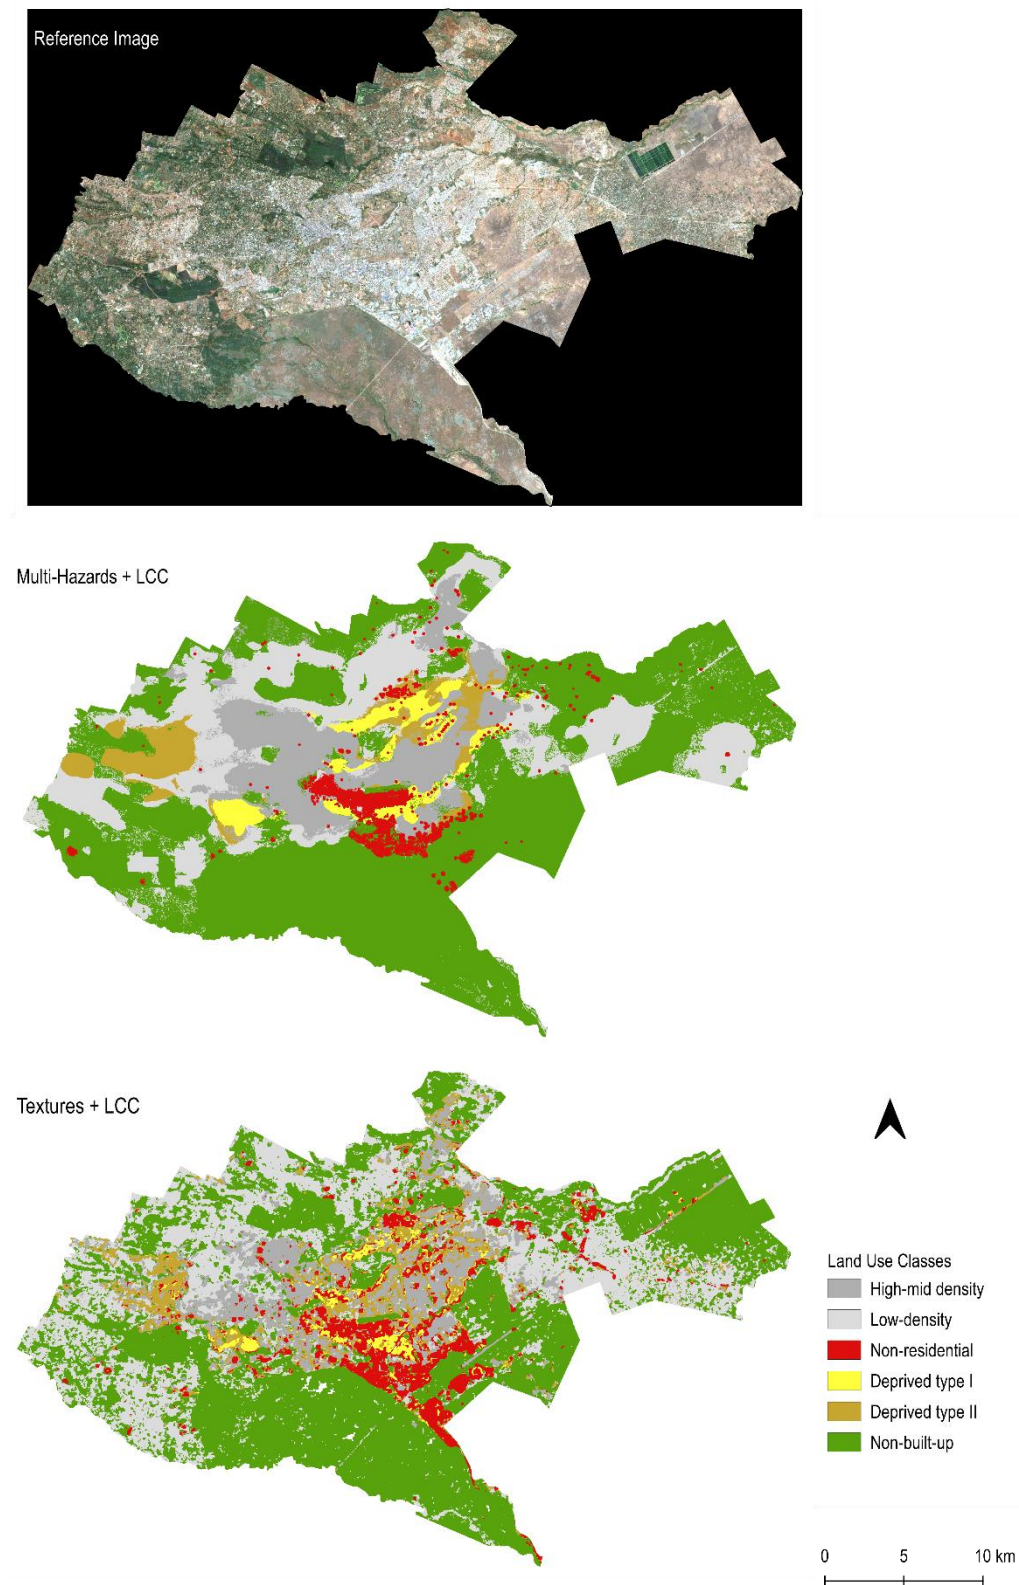 Reference Image
Multi-Hazards + LCC
Textures + LCC
Land Use Classes
High-mid density
Low-density
Non-residential
Deprived type I
Deprived type II
Non-built-up
0 5 10 km